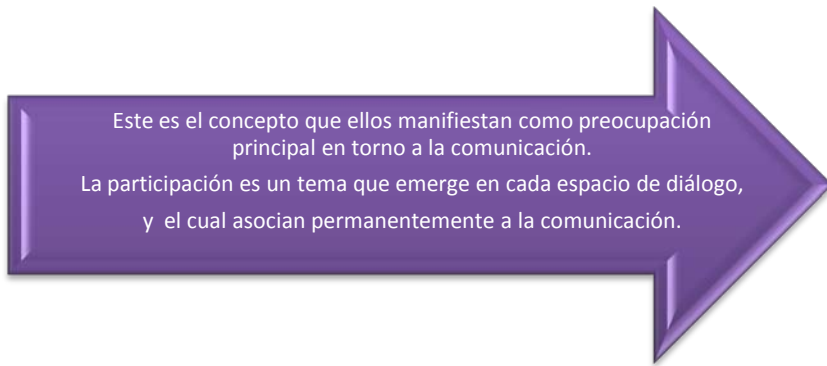 Este es el concepto que ellos manifiestan como preocupación
principal en torno a la comunicación.
La participación es un tema que emerge en cada espacio de diálogo,
y el cual asocian permanentemente a la comunicación.